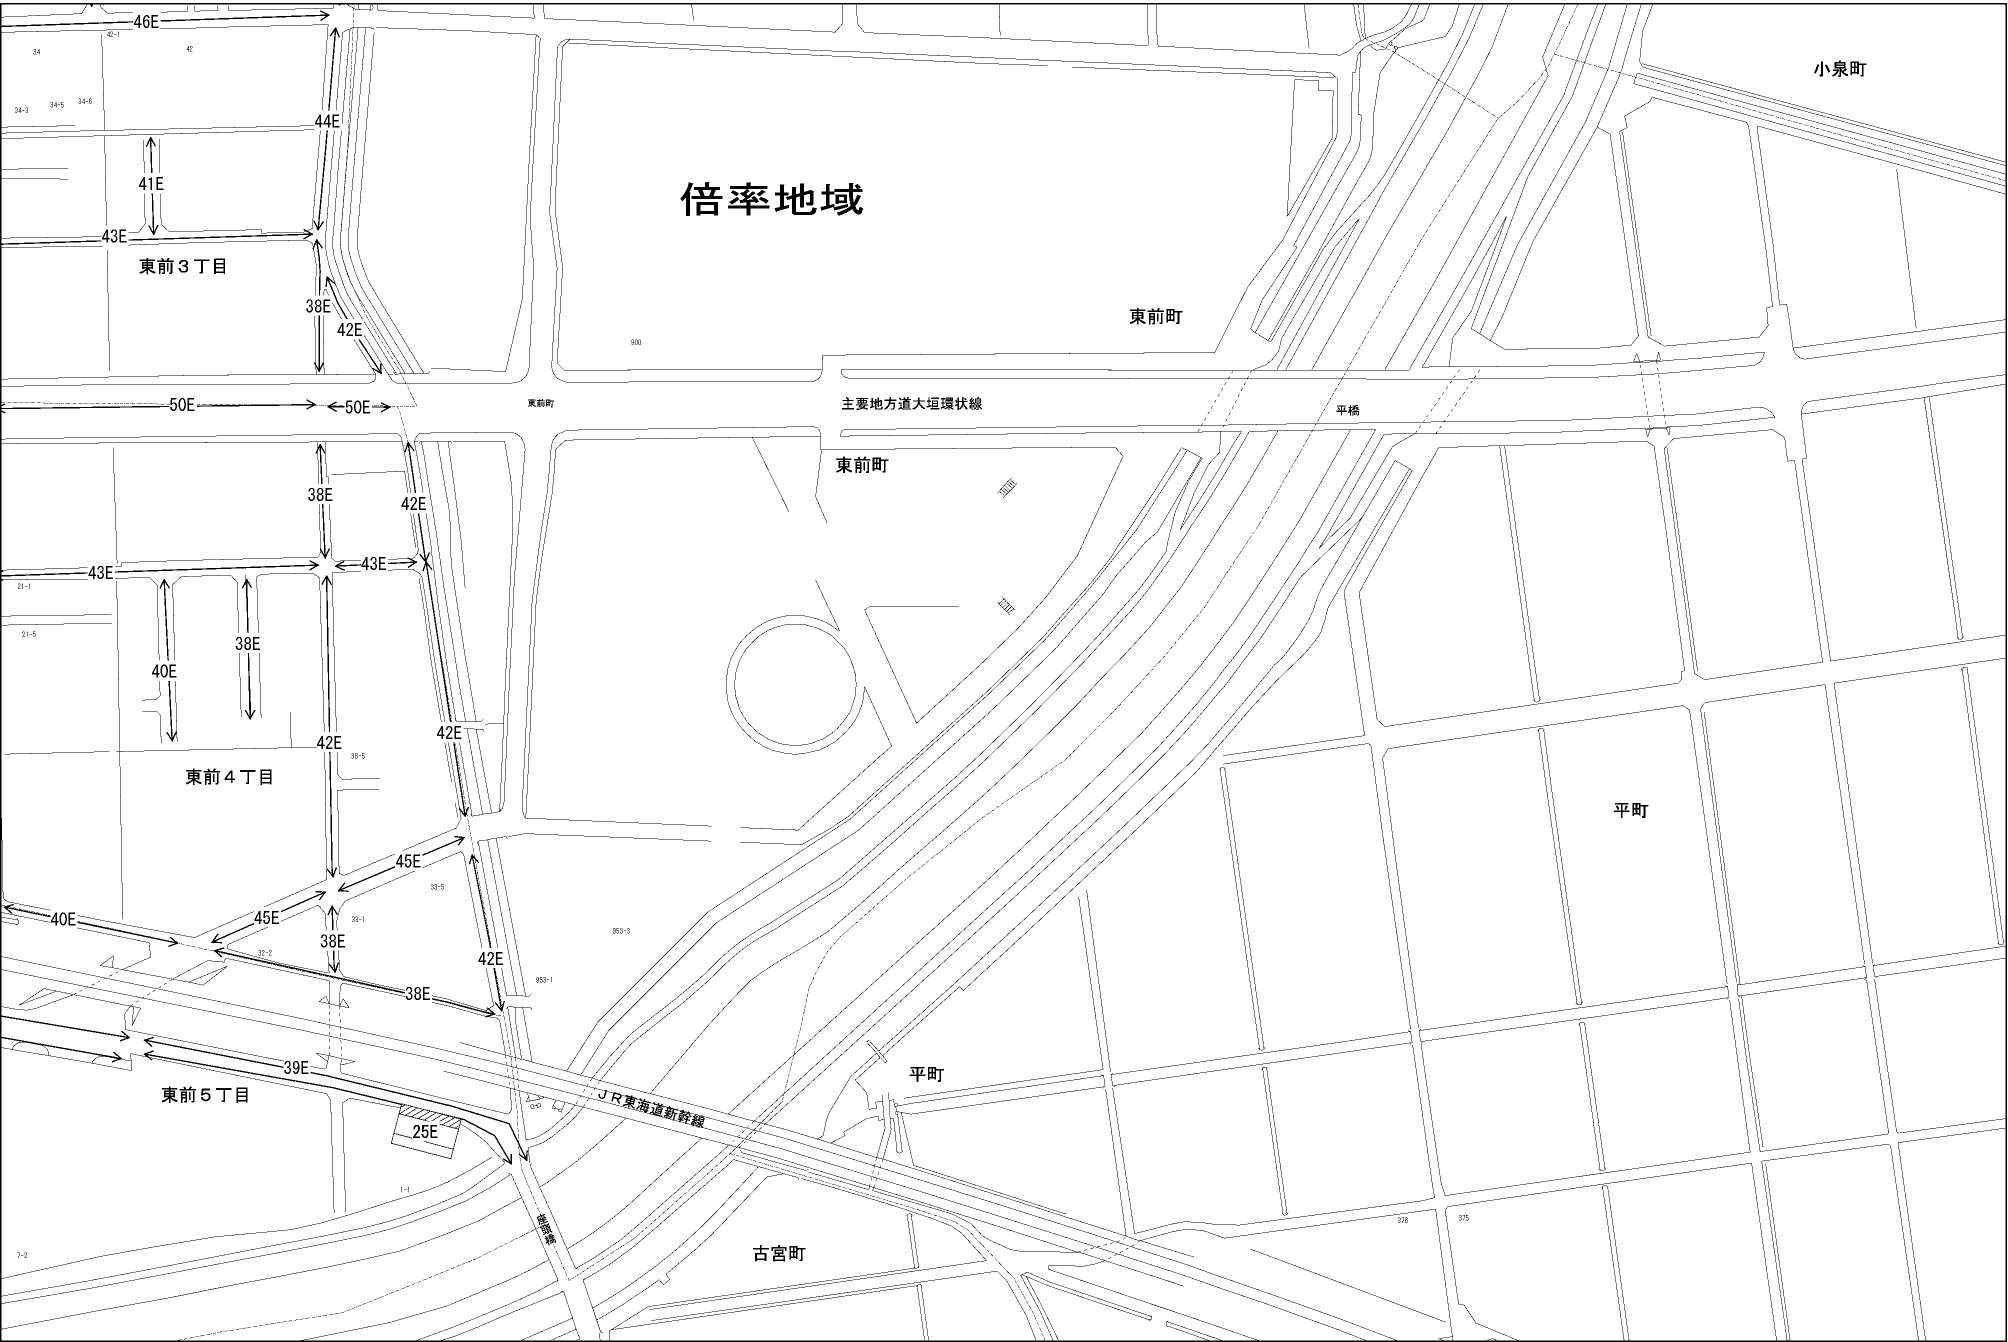 46E
42-1
34
42
小泉町
34-3
34-5
34-6
44E
41E
倍率地域
43E
東前3丁目
38E
42E
東前町
900
50E
50E
東前町
主要地方道大垣環状線
平橋
東前町
38E
42E
43E
43E
21-1
21-5
38E
40E
42E
42E
38-5
東前4丁目
平町
45E
33-5
40E
45E
33-1
953-3
38E
32-2
42E
953-1
38E
39E
平町
東前5丁目
JR東海道新幹線
25E
1-1
座頭橋
376
375
7-2
古宮町